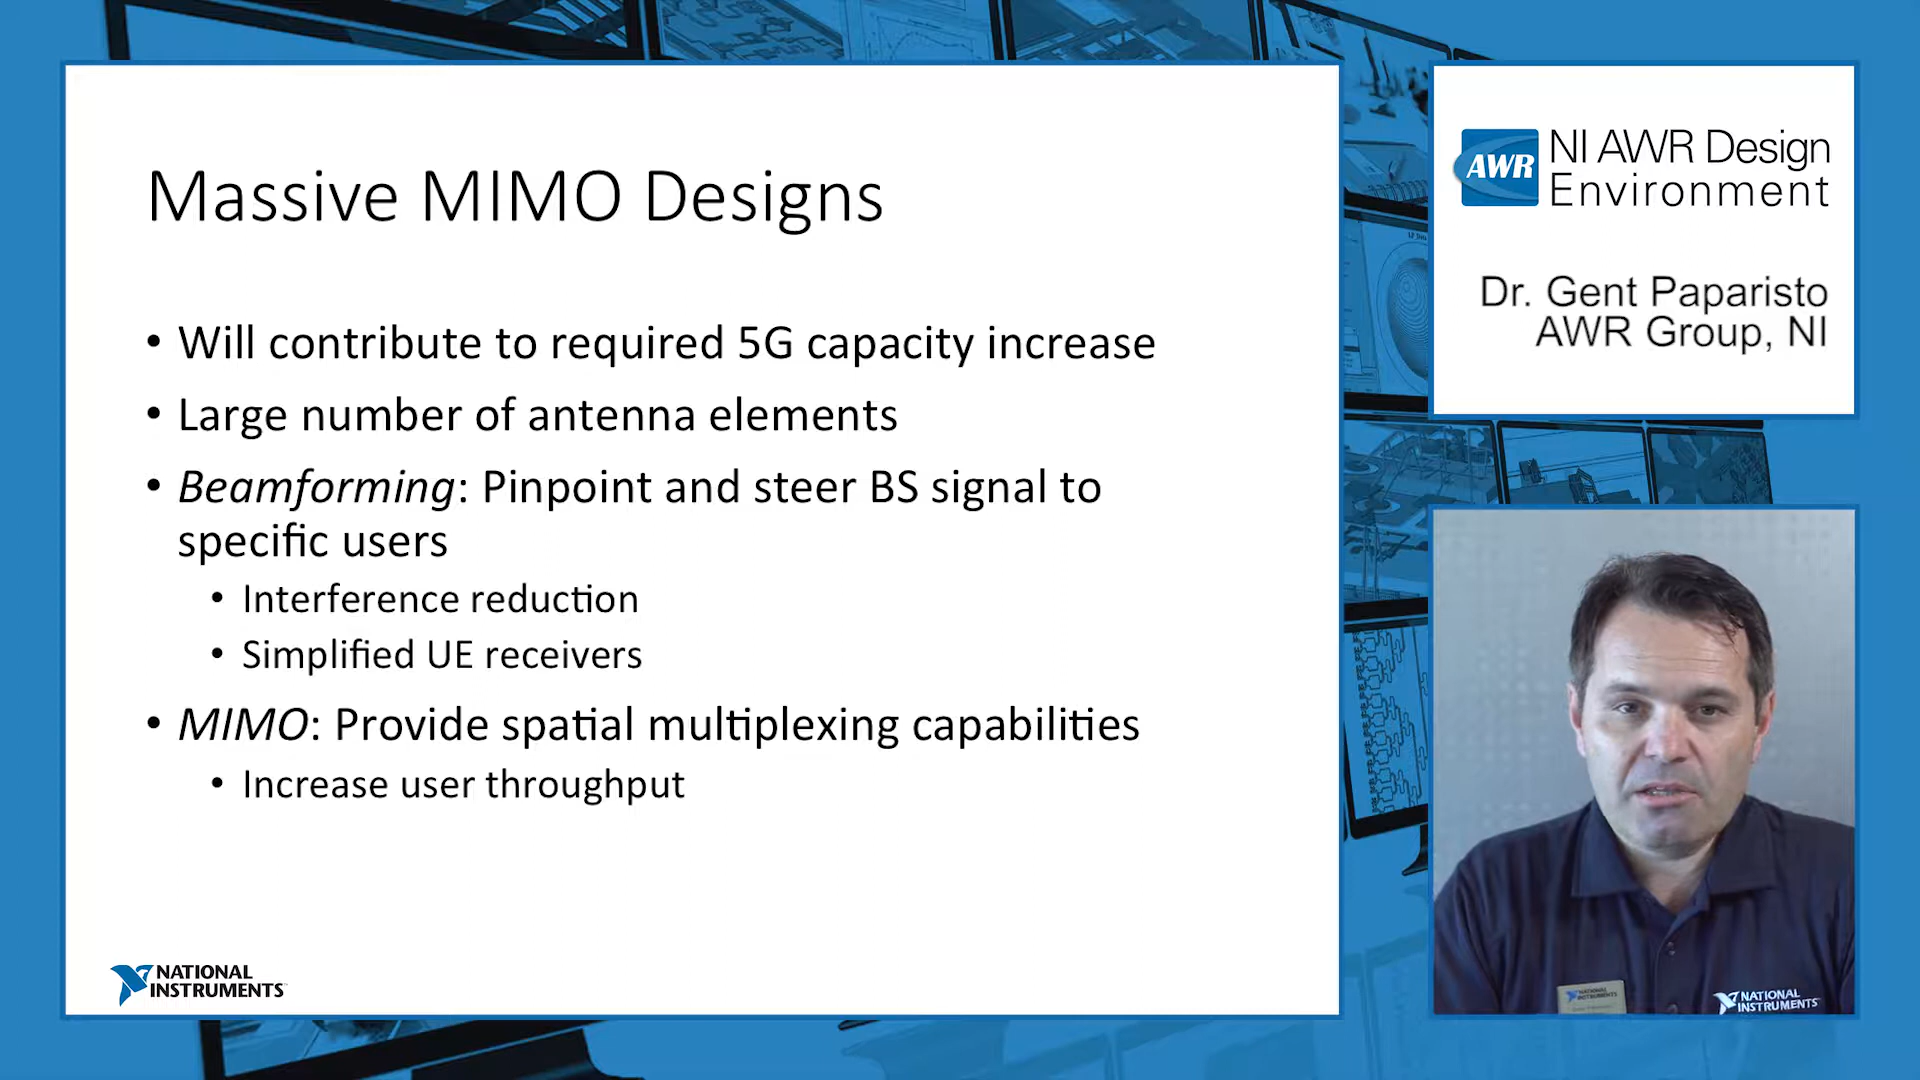 Massive MIMO Designs
• Will contribute to required 5G capacity increase
• Large number of antenna elements
• Beamforming: Pinpoint and steer BS signal to
specific users
• Interference reduction
• Simplified UE receivers
• MIMO: Provide spatial multiplexing capabilities
• Increase user throughput
NATIONAL
INSTRUMENTS
AWR
NI AWR Design
Environment
Dr. Gent Paparisto
AWR Group, NI
NATIONAL
INSTRUMENTS
NATIONAL
INSTRUMENTS